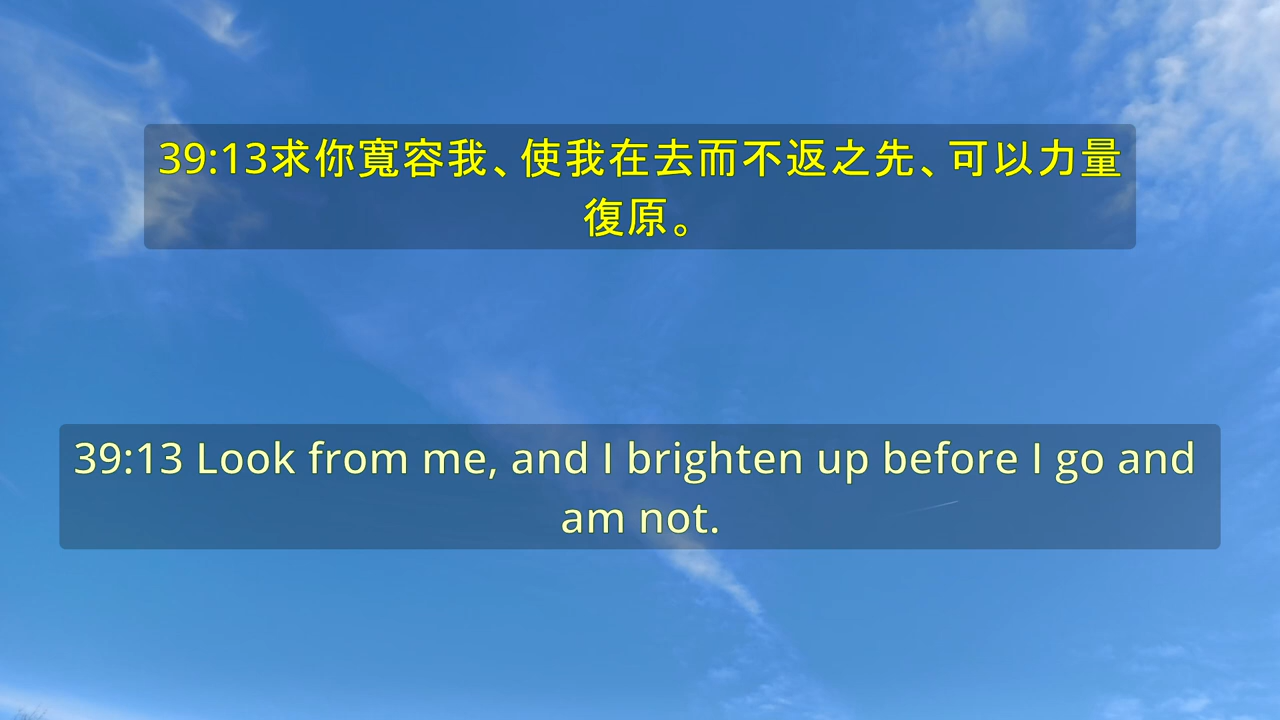 39:13求你寬容我、使我在去而不返之先、可以力量
復原。
39:13 Look from me, and I brighten up before I go and
am not.